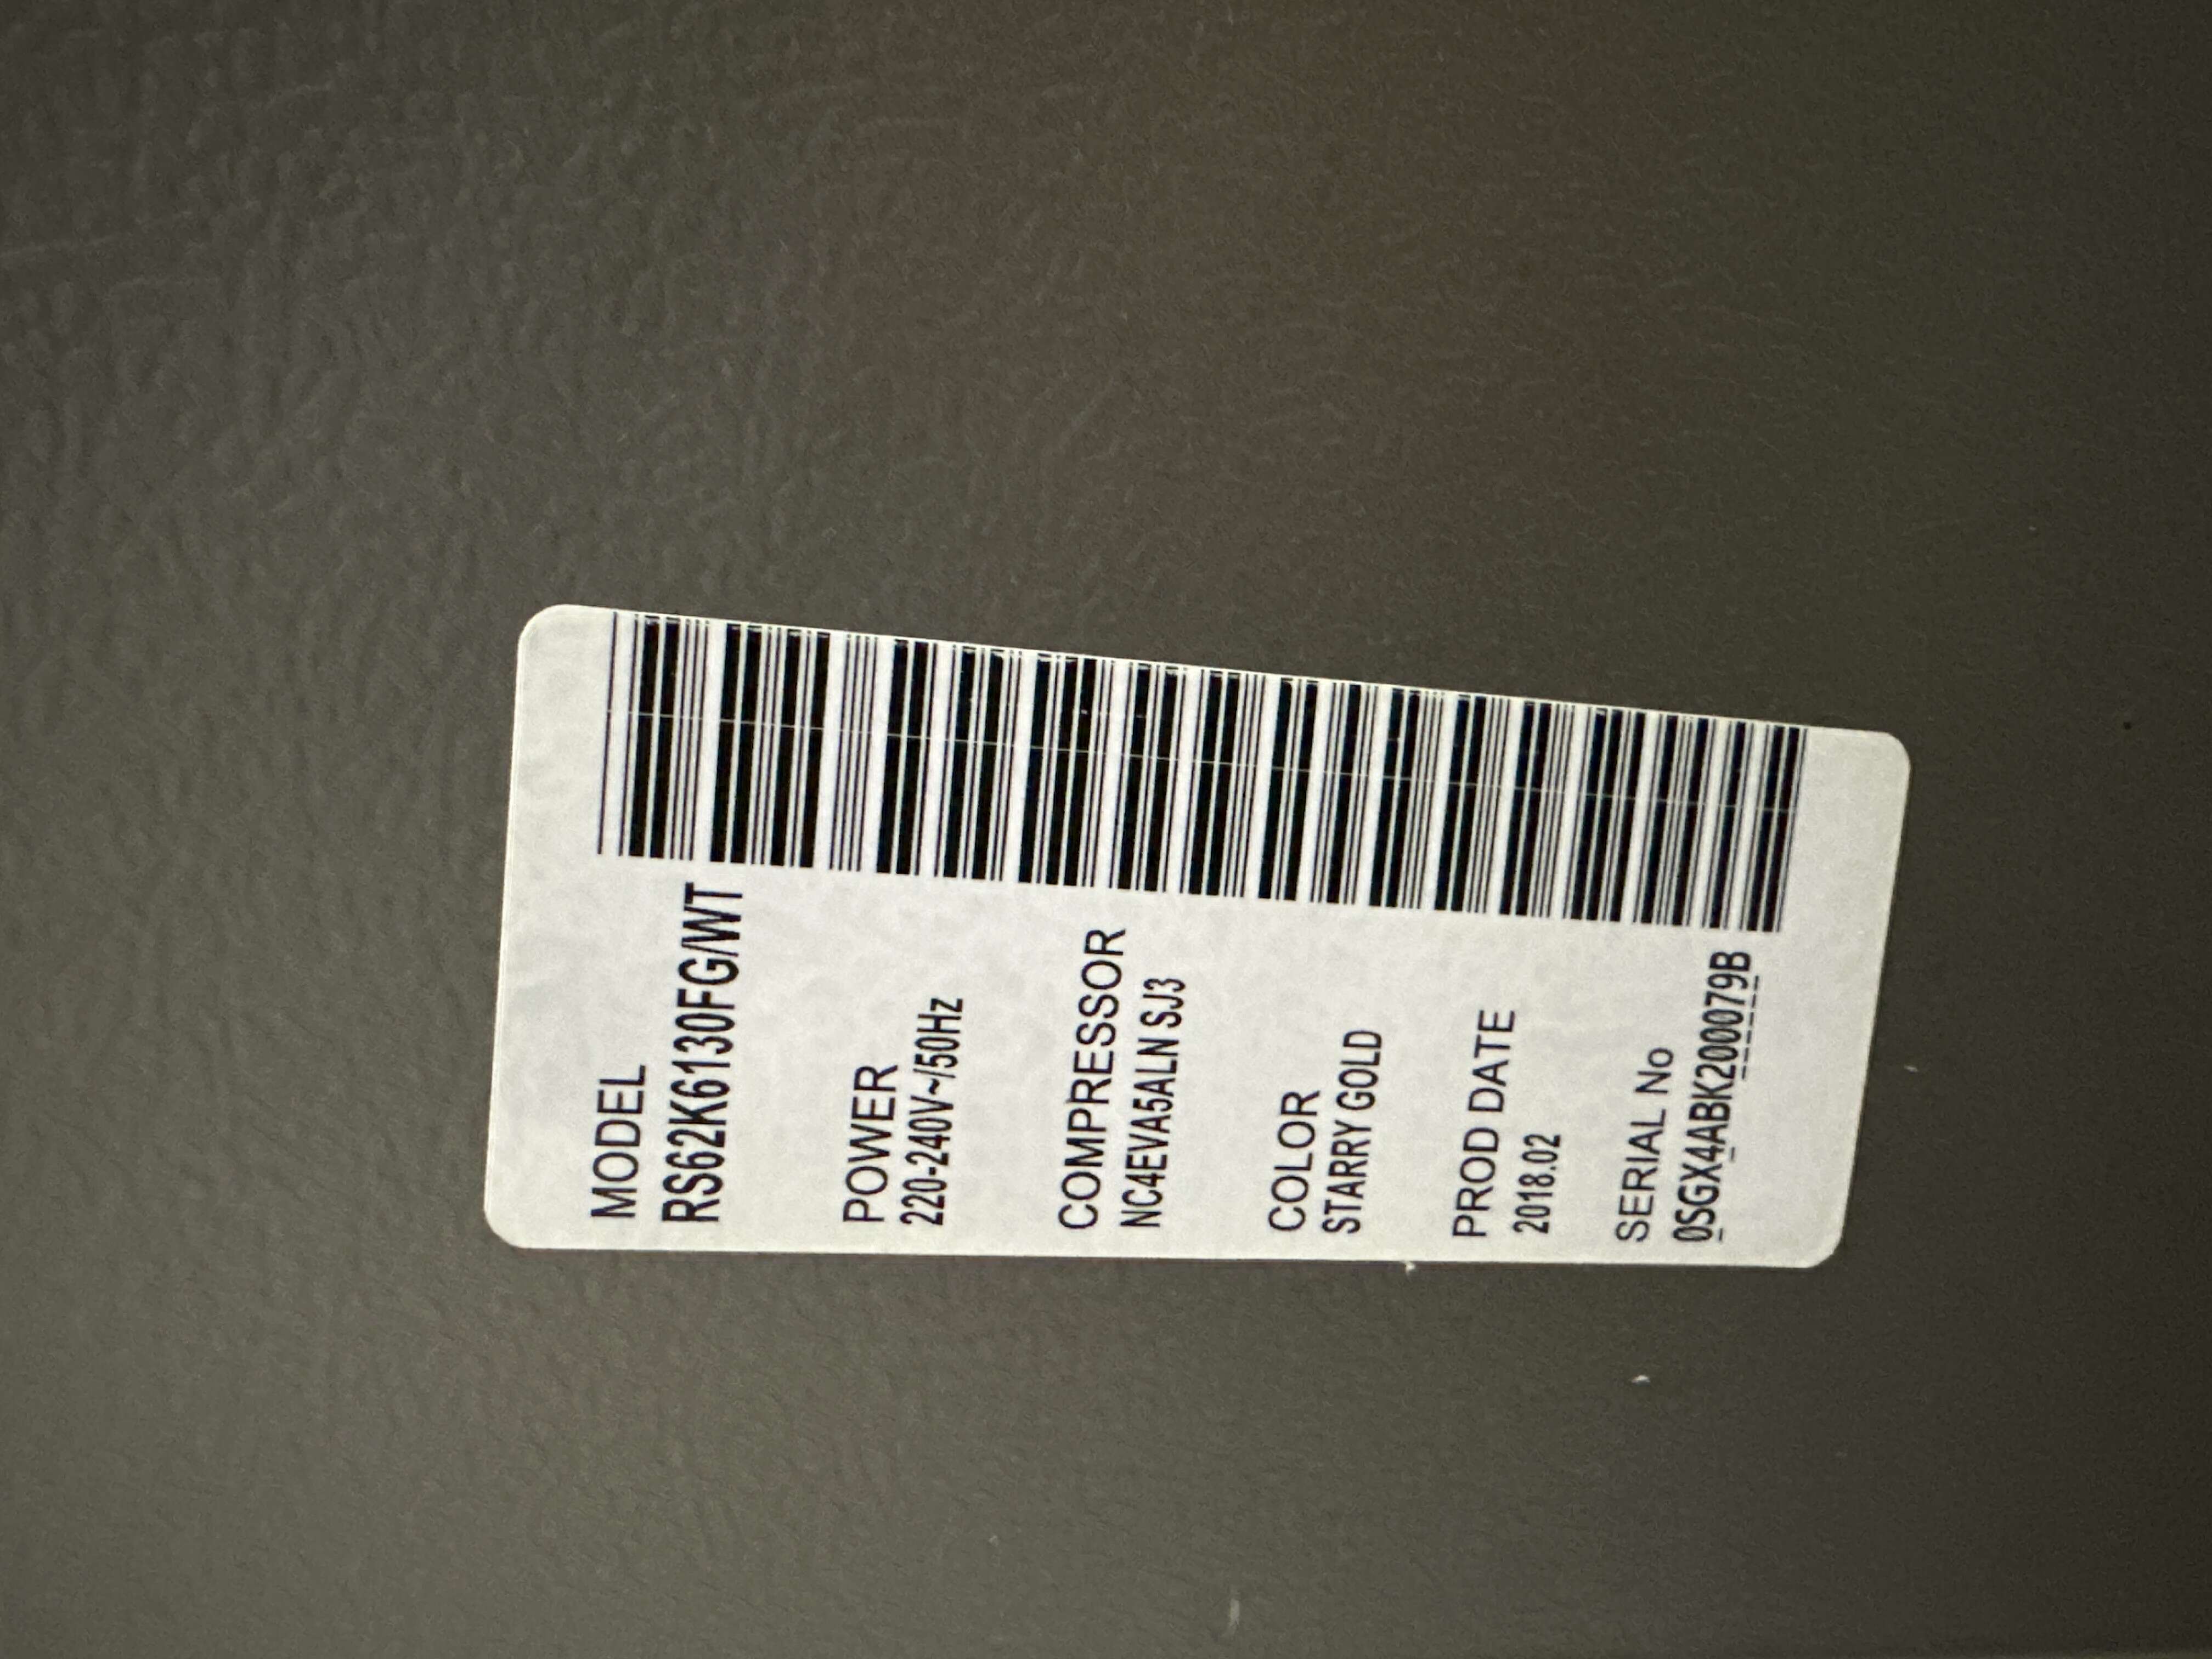 MODEL
RS62K6130FG/WT
POWER
220-240V~/50Hz
COMPRESSOR
NC4EVA5ALN SJ3
COLOR
STARRY GOLD
PROD DATE
2018.02
SERIAL No
0SGX4ABK200079B